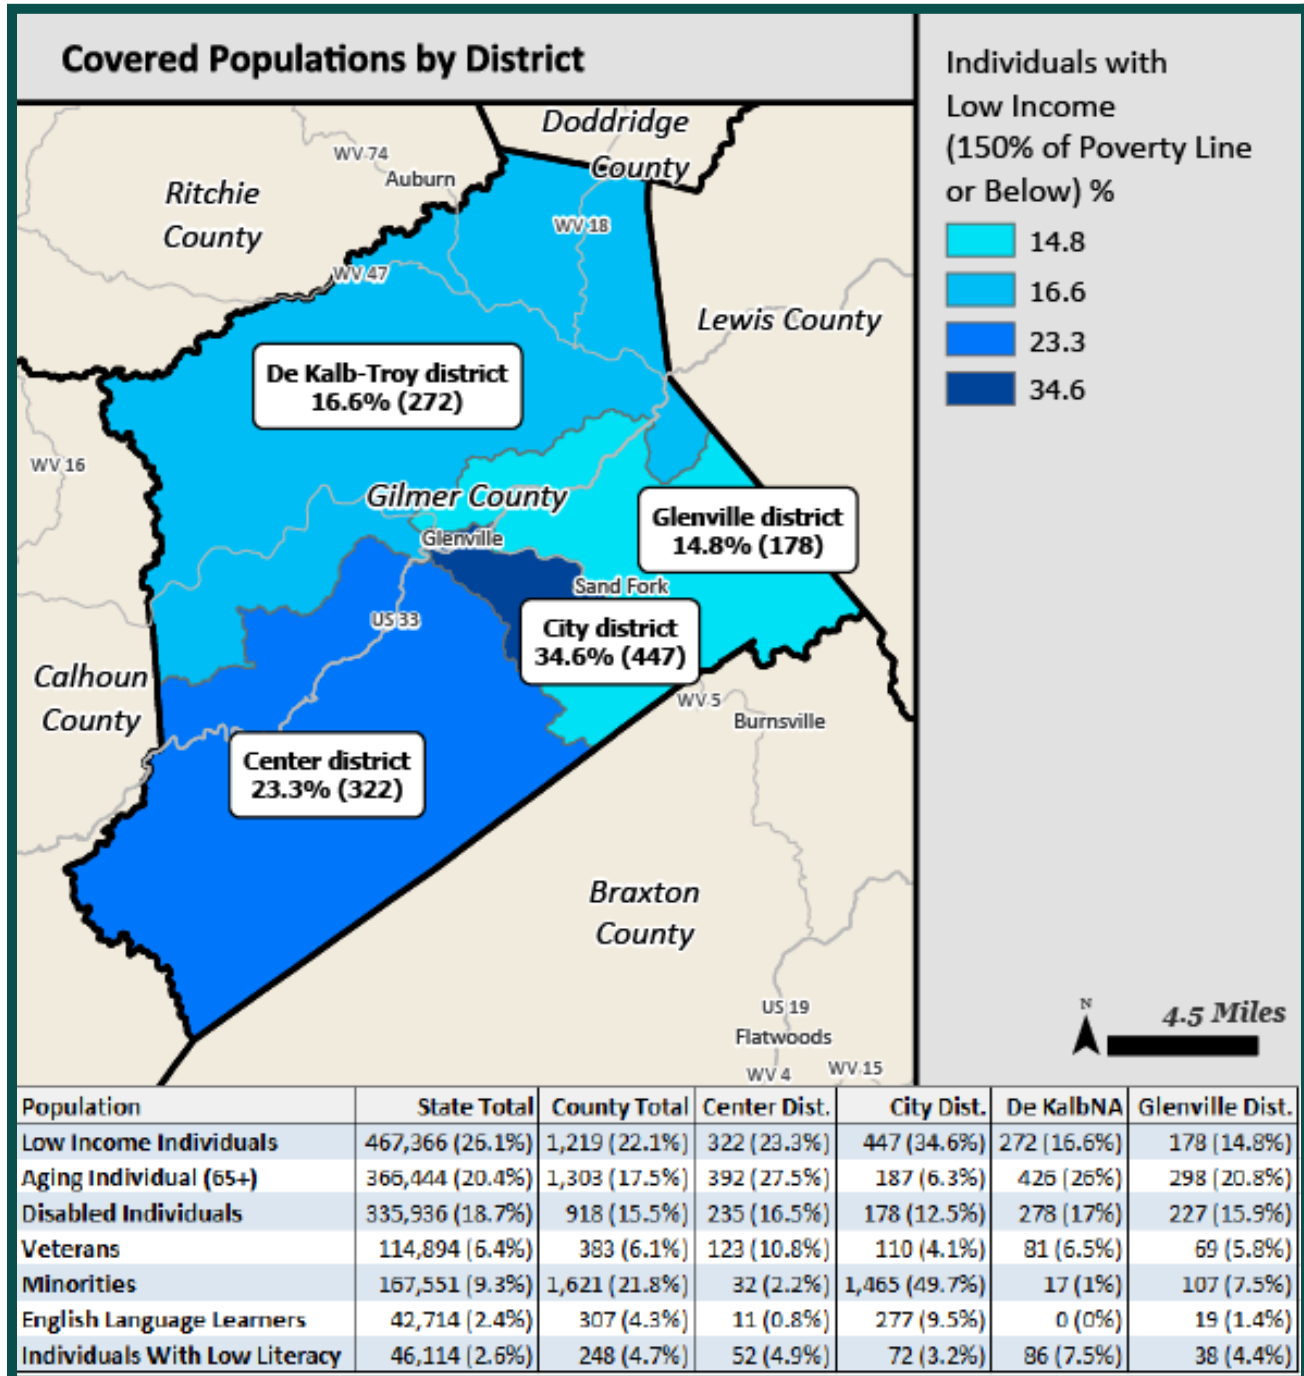 Covered Populations by District
Individuals with
Low Income
(150% of Poverty Line
or Below) %
14.8
16.6
23.3
34.6
Doddridge
County
WV 74
Auburn
Ritchie
County
WV 18
WV 47
Lewis County
De Kalb-Troy district
16.6% (272)
WV 16
Gilmer County
Glenville district
14.8% (178)
Glenville
Sand Fork
US 33
City district
34.6% (447)
Calhoun
County
WV 5
Burnsville
Center district
23.3% (322)
Braxton
County
US 19
Flatwoods
WV 4
WV 15
N
4.5 Miles
Population State Total County Total Center Dist. City Dist. De KalbNA Glenville Dist.
Low Income Individuals 467,366 (26.1%) 1,219 (22.1%) 322 (23.3%) 447 (34.6%) 272 (16.6%) 178 (14.8%)
Aging Individual (65+) 366,444 (20.4%) 1,303 (17.5%) 392 (27.5%) 187 (6.3%) 426 (26%) 298 (20.8%)
Disabled Individuals 335,936 (18.7%) 918 (15.5%) 235 (16.5%) 178 (12.5%) 278 (17%) 227 (15.9%)
Veterans 114,894 (6.4%) 383 (6.1%) 123 (10.8%) 110 (4.1%) 81 (6.5%) 69 (5.8%)
Minorities 167,551 (9.3%) 1,621 (21.8%) 32 (2.2%) 1,465 (49.7%) 17 (1%) 107 (7.5%)
English Language Learners 42,714 (2.4%) 307 (4.3%) 11 (0.8%) 277 (9.5%) 0 (0%) 19 (1.4%)
Individuals With Low Literacy 46,114 (2.6%) 248 (4.7%) 52 (4.9%) 72 (3.2%) 86 (7.5%) 38 (4.4%)